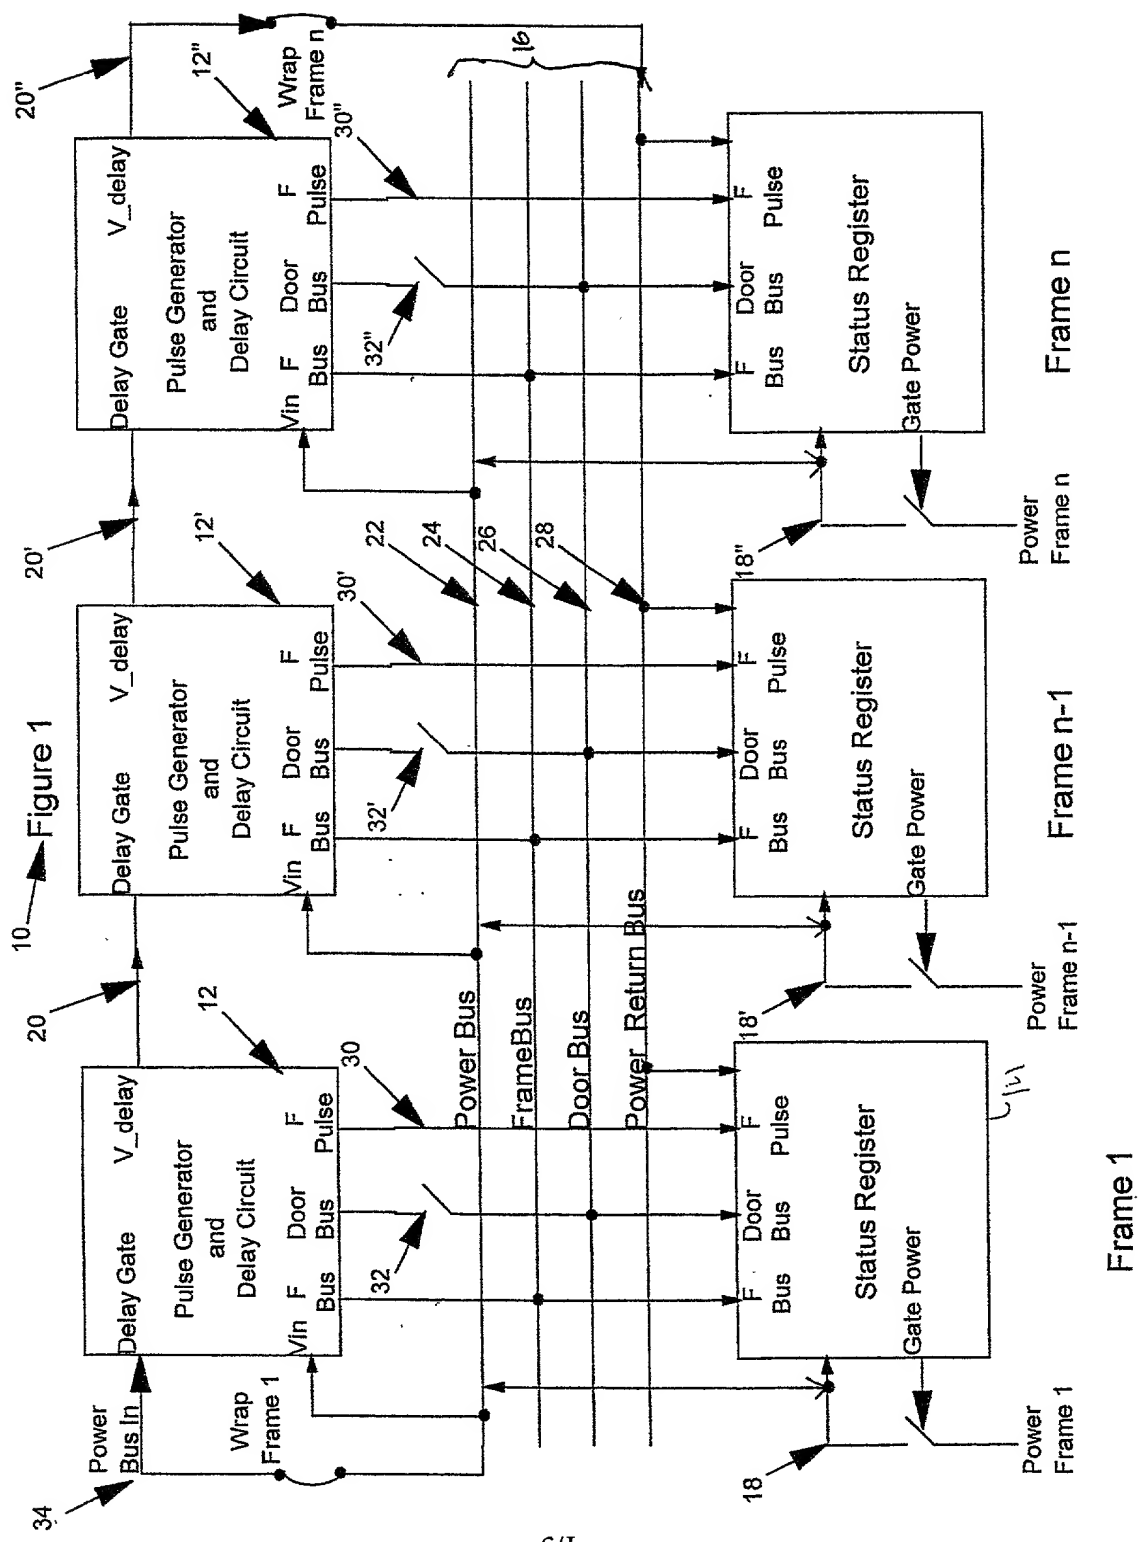 10
Figure 1
34
Power
Bus In
Wrap
Frame 1
20
20'
20"
Wrap
Frame n
Delay Gate
V_delay
Pulse Generator
and
Delay Circuit
Vin
F
Bus
Door
Bus
F
Pulse
12
Delay Gate
V_delay
Pulse Generator
and
Delay Circuit
Vin
F
Bus
Door
Bus
F
Pulse
12'
Delay Gate
V_delay
Pulse Generator
and
Delay Circuit
Vin
F
Bus
Door
Bus
F
Pulse
12"
32
30
32'
30'
32"
30"
Power Bus
FrameBus
Door Bus
Power Return Bus
22
24
26
28
16
F
Bus
Door
Bus
F
Pulse
Status Register
Gate Power
14
18
Power
Frame 1
Frame 1
F
Bus
Door
Bus
F
Pulse
Status Register
Gate Power
18'
Power
Frame n-1
Frame n-1
F
Bus
Door
Bus
F
Pulse
Status Register
Gate Power
18"
Power
Frame n
Frame n